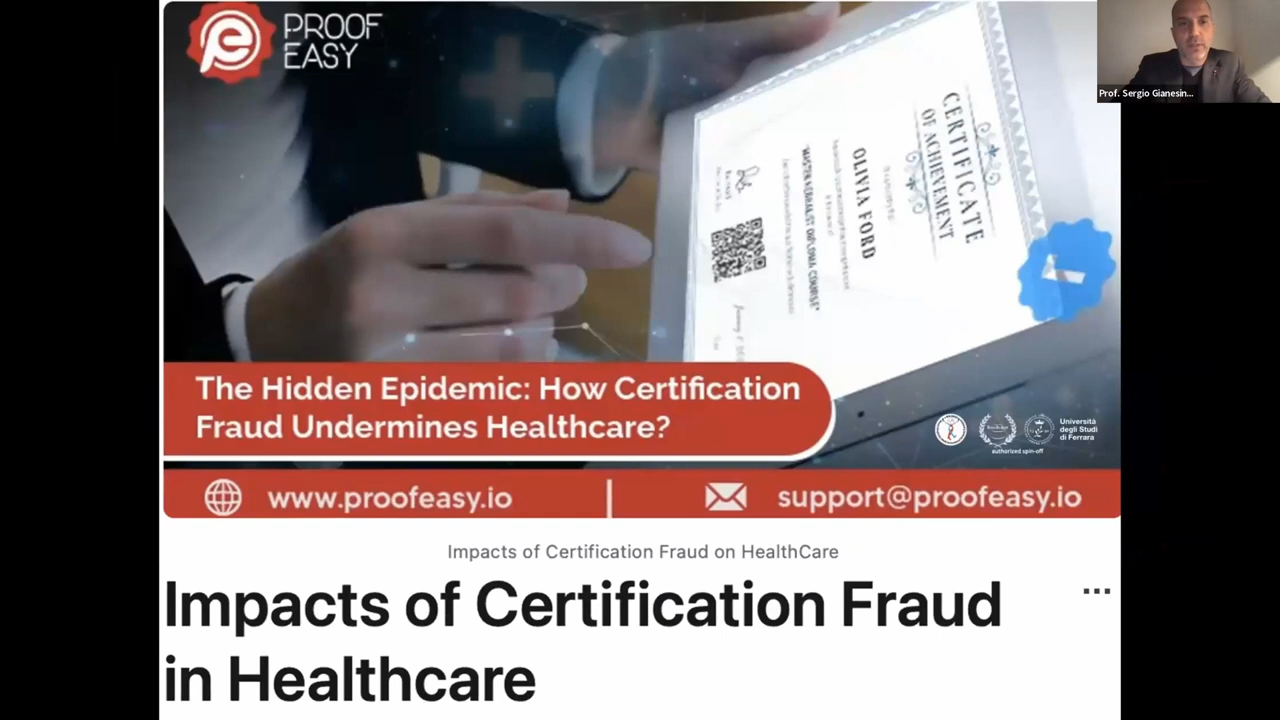 PROOF
EASY
Prof. Sergio Gianesin...
CERTIFICATE
OF ACHIEVEMENT
OLIVIA FORD
The Hidden Epidemic: How Certification
Fraud Undermines Healthcare?
Università
degli Studi
di Ferrara
authorized spin-off
www.proofeasy.io
support@proofeasy.io
Impacts of Certification Fraud on HealthCare
Impacts of Certification Fraud
in Healthcare